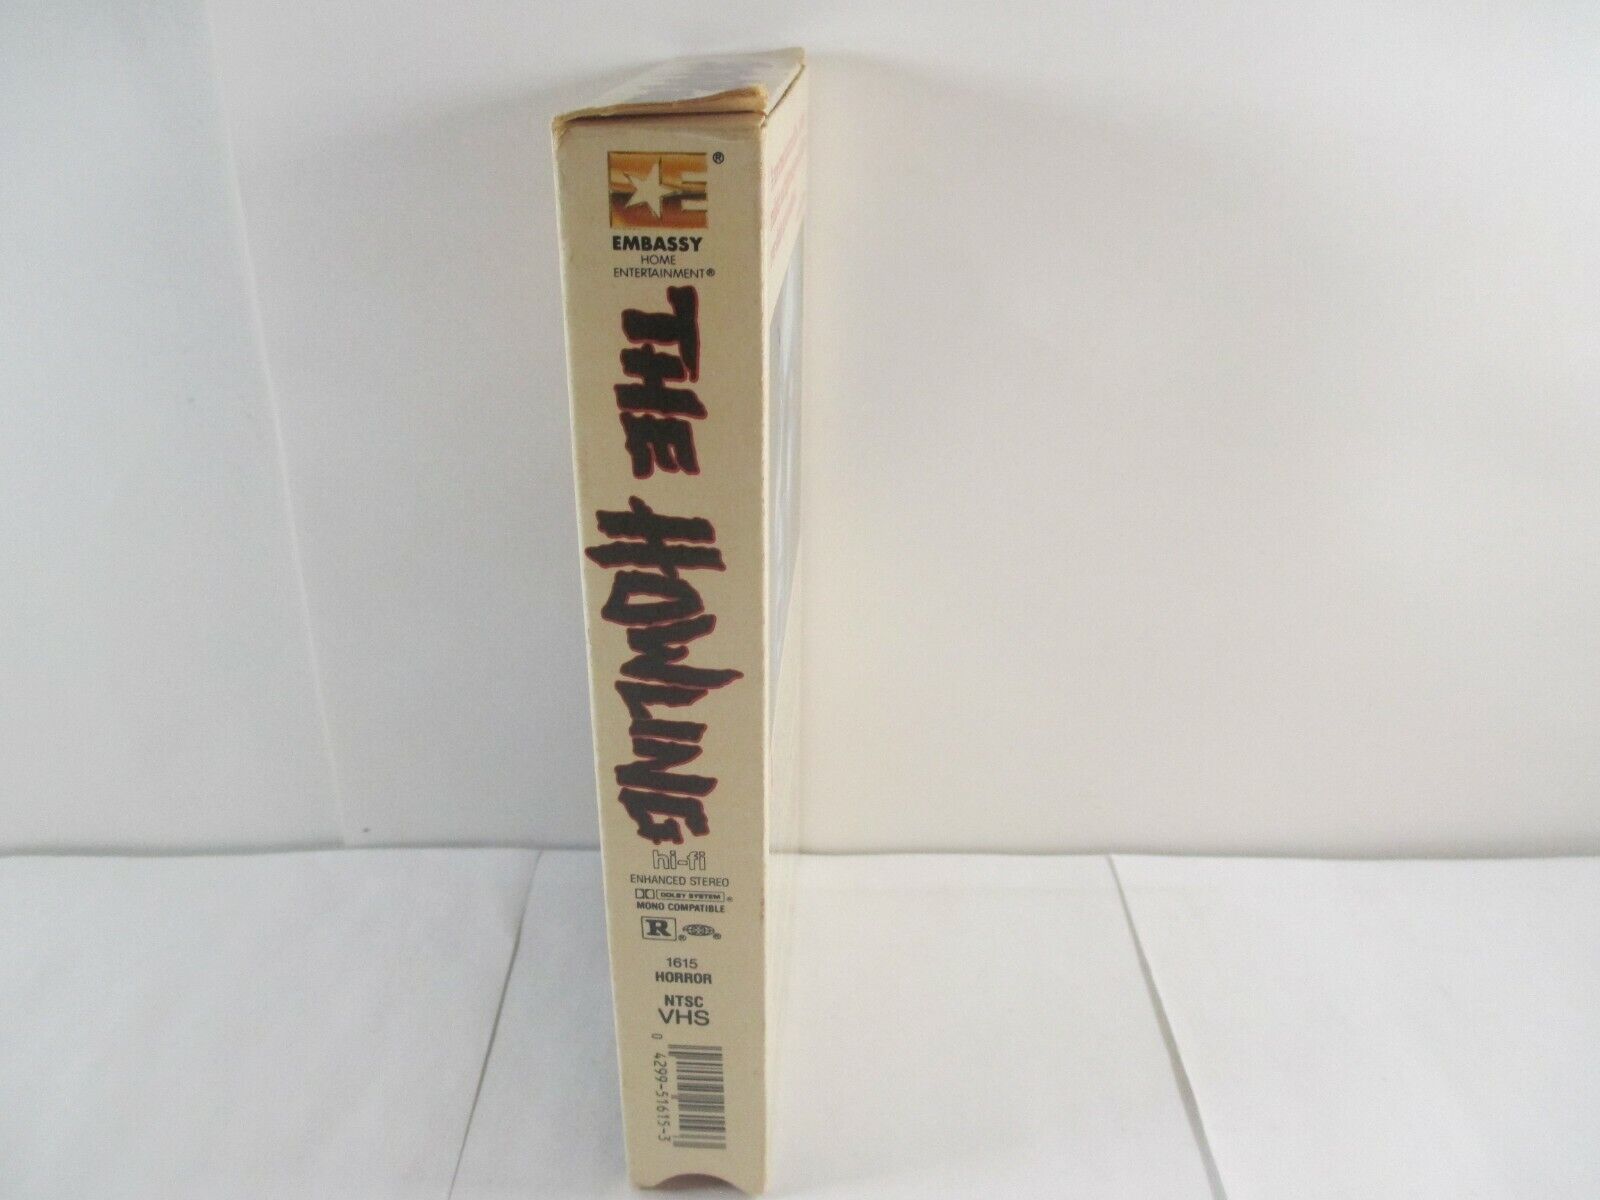 ®
EMBASSY
HOME
ENTERTAINMENT®
THE HOWLING
hi-fi
ENHANCED STEREO
DOLBY SYSTEM ®
MONO COMPATIBLE
R ® ®
1615
HORROR
NTSC
VHS
0 4299-51615-3